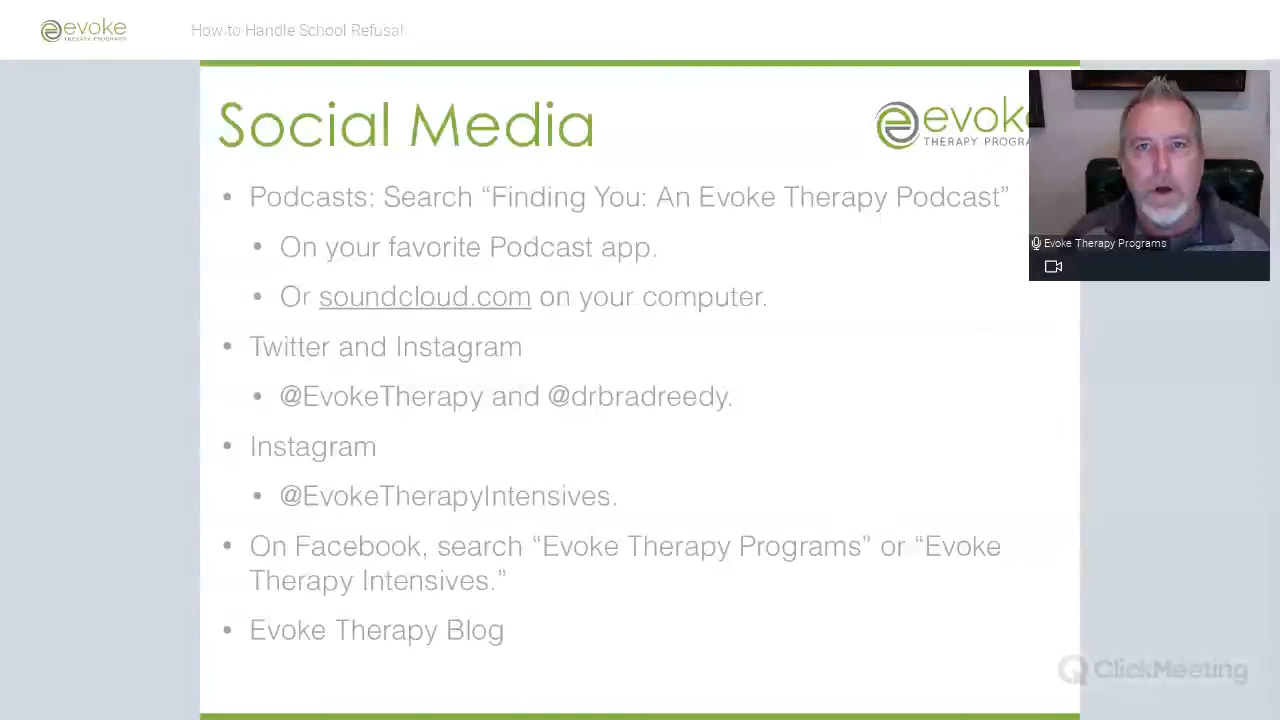 evoke
THERAPY PROGRAMS
How to Handle School Refusal
Social Media
evoke
THERAPY PROGRA
• Podcasts: Search “Finding You: An Evoke Therapy Podcast”
• On your favorite Podcast app.
• Or soundcloud.com on your computer.
• Twitter and Instagram
• @EvokeTherapy and @drbradreedy.
• Instagram
• @EvokeTherapyIntensives.
• On Facebook, search “Evoke Therapy Programs” or “Evoke
Therapy Intensives.”
• Evoke Therapy Blog
Evoke Therapy Programs
ClickMeeting